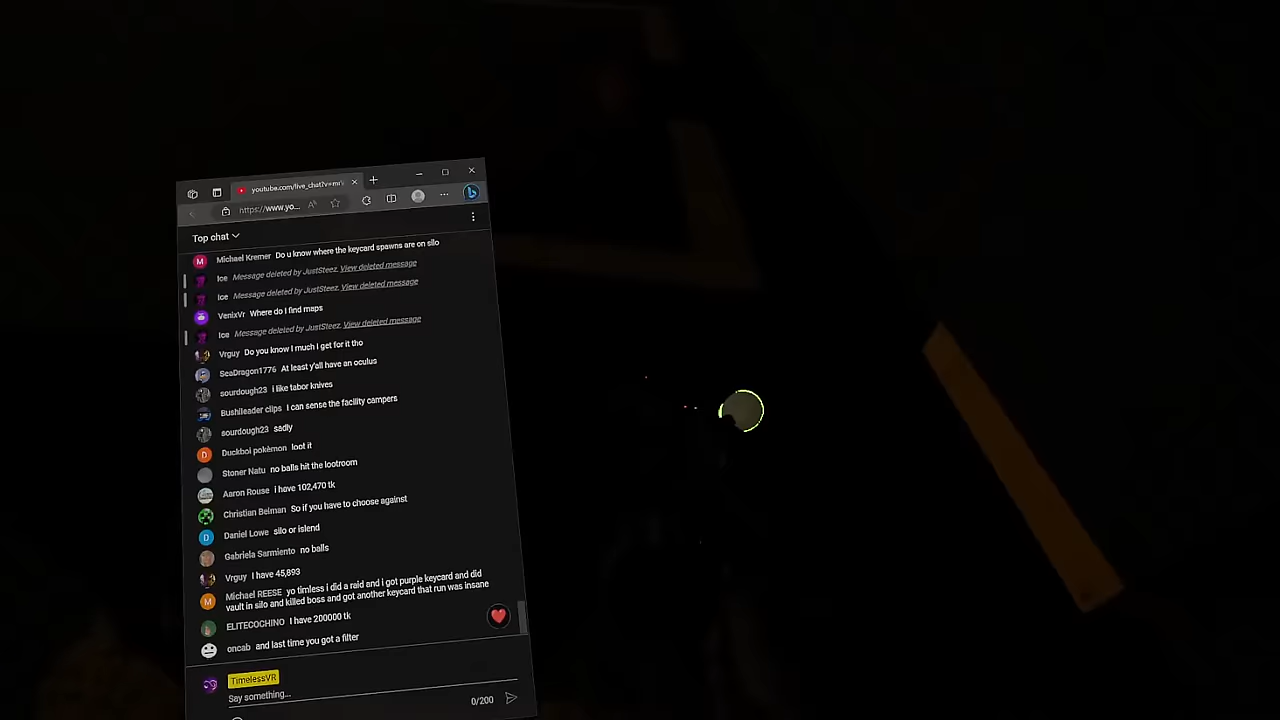 youtube.com/live_chat?v=
https://www.yo...
Top chat
M Michael Kremer Do u know where the keycard spawns are on silo
Ice Message deleted by JustSteez. View deleted message
Ice Message deleted by JustSteez. View deleted message
VenixVr Where do I find maps
Ice Message deleted by JustSteez. View deleted message
Vrguy Do you know I much I get for it tho
SeaDragon1776 At least y'all have an oculus
sourdough23 i like tabor knives
Bushileader clips I can sense the facility campers
sourdough23 sadly
D Duckboi pokèmon loot it
Stoner Natu no balls hit the lootroom
Aaron Rouse i have 102,470 tk
Christian Belman So if you have to choose against
D Daniel Lowe silo or islend
Gabriela Sarmiento no balls
Vrguy I have 45,893
M Michael REESE yo timless i did a raid and i got purple keycard and did
vault in silo and killed boss and got another keycard that run was insane
ELITECOCHINO I have 200000 tk
oncab and last time you got a filter
TimelessVR
Say something...
0/200